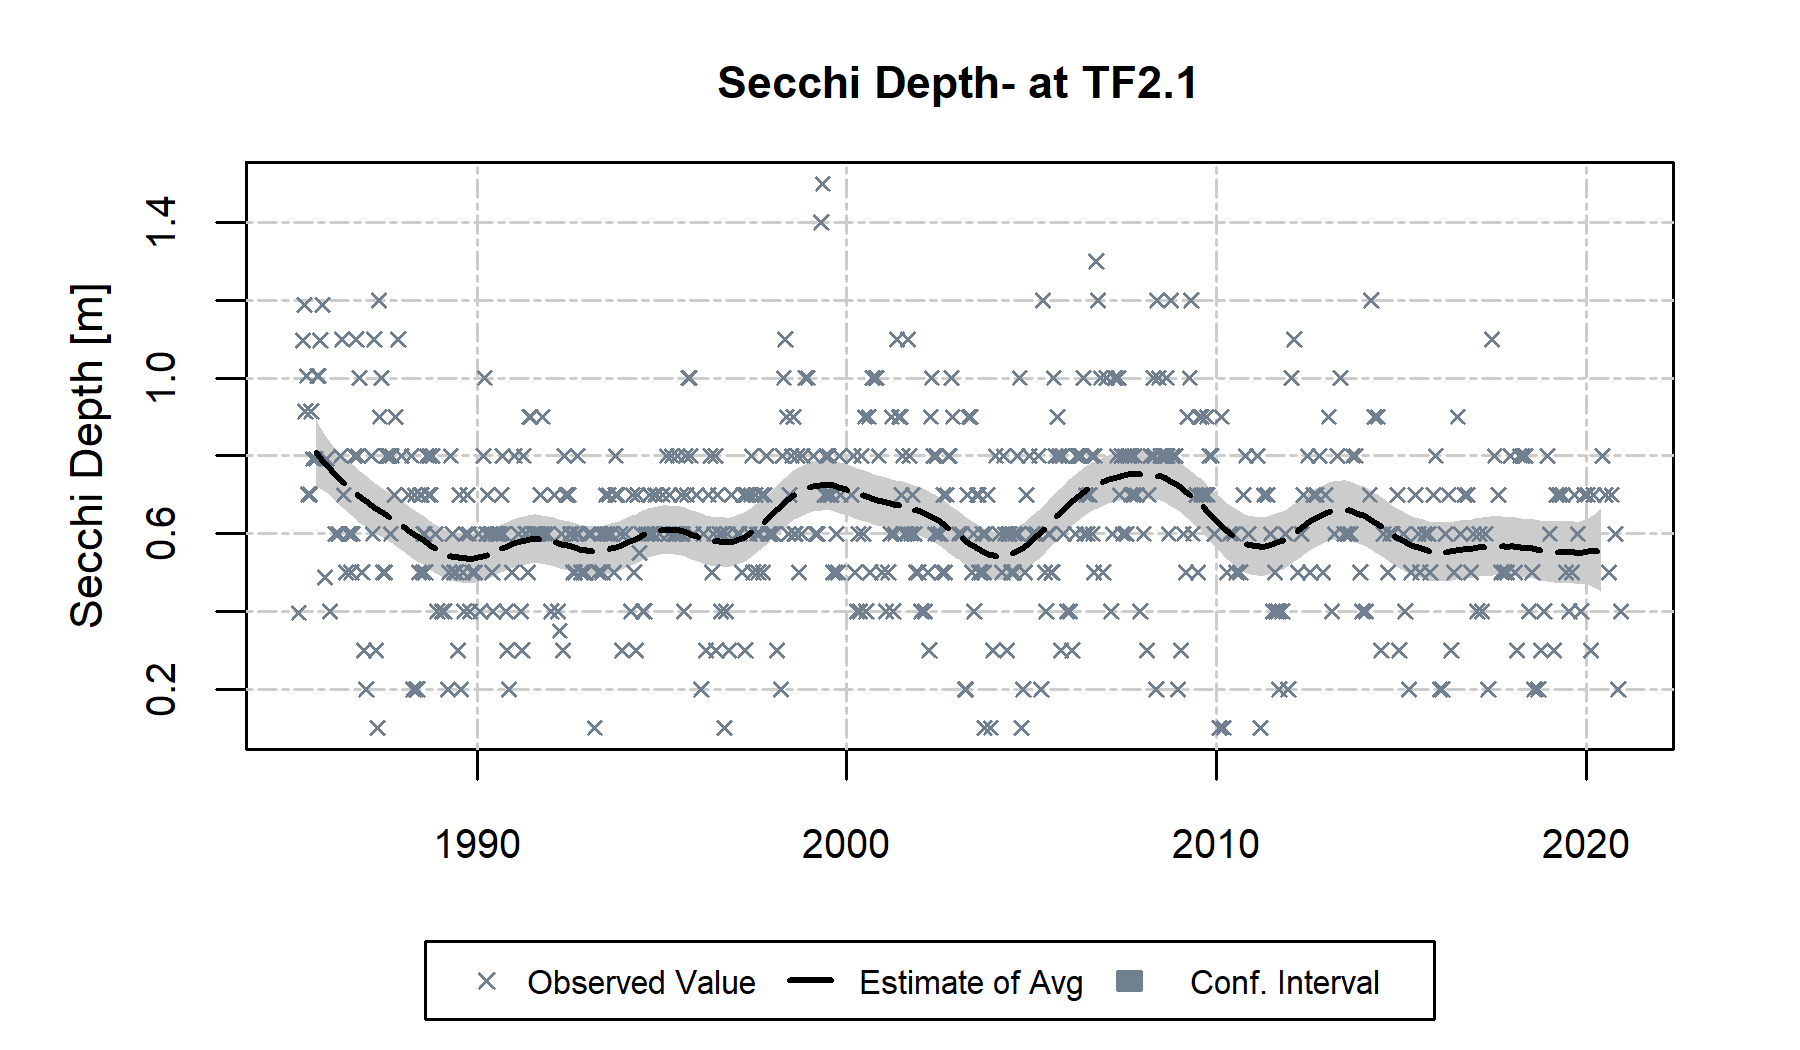 Secchi Depth- at TF2.1
Secchi Depth [m]
1.4
1.0
0.6
0.2
1990 2000 2010 2020
Observed Value Estimate of Avg Conf. Interval